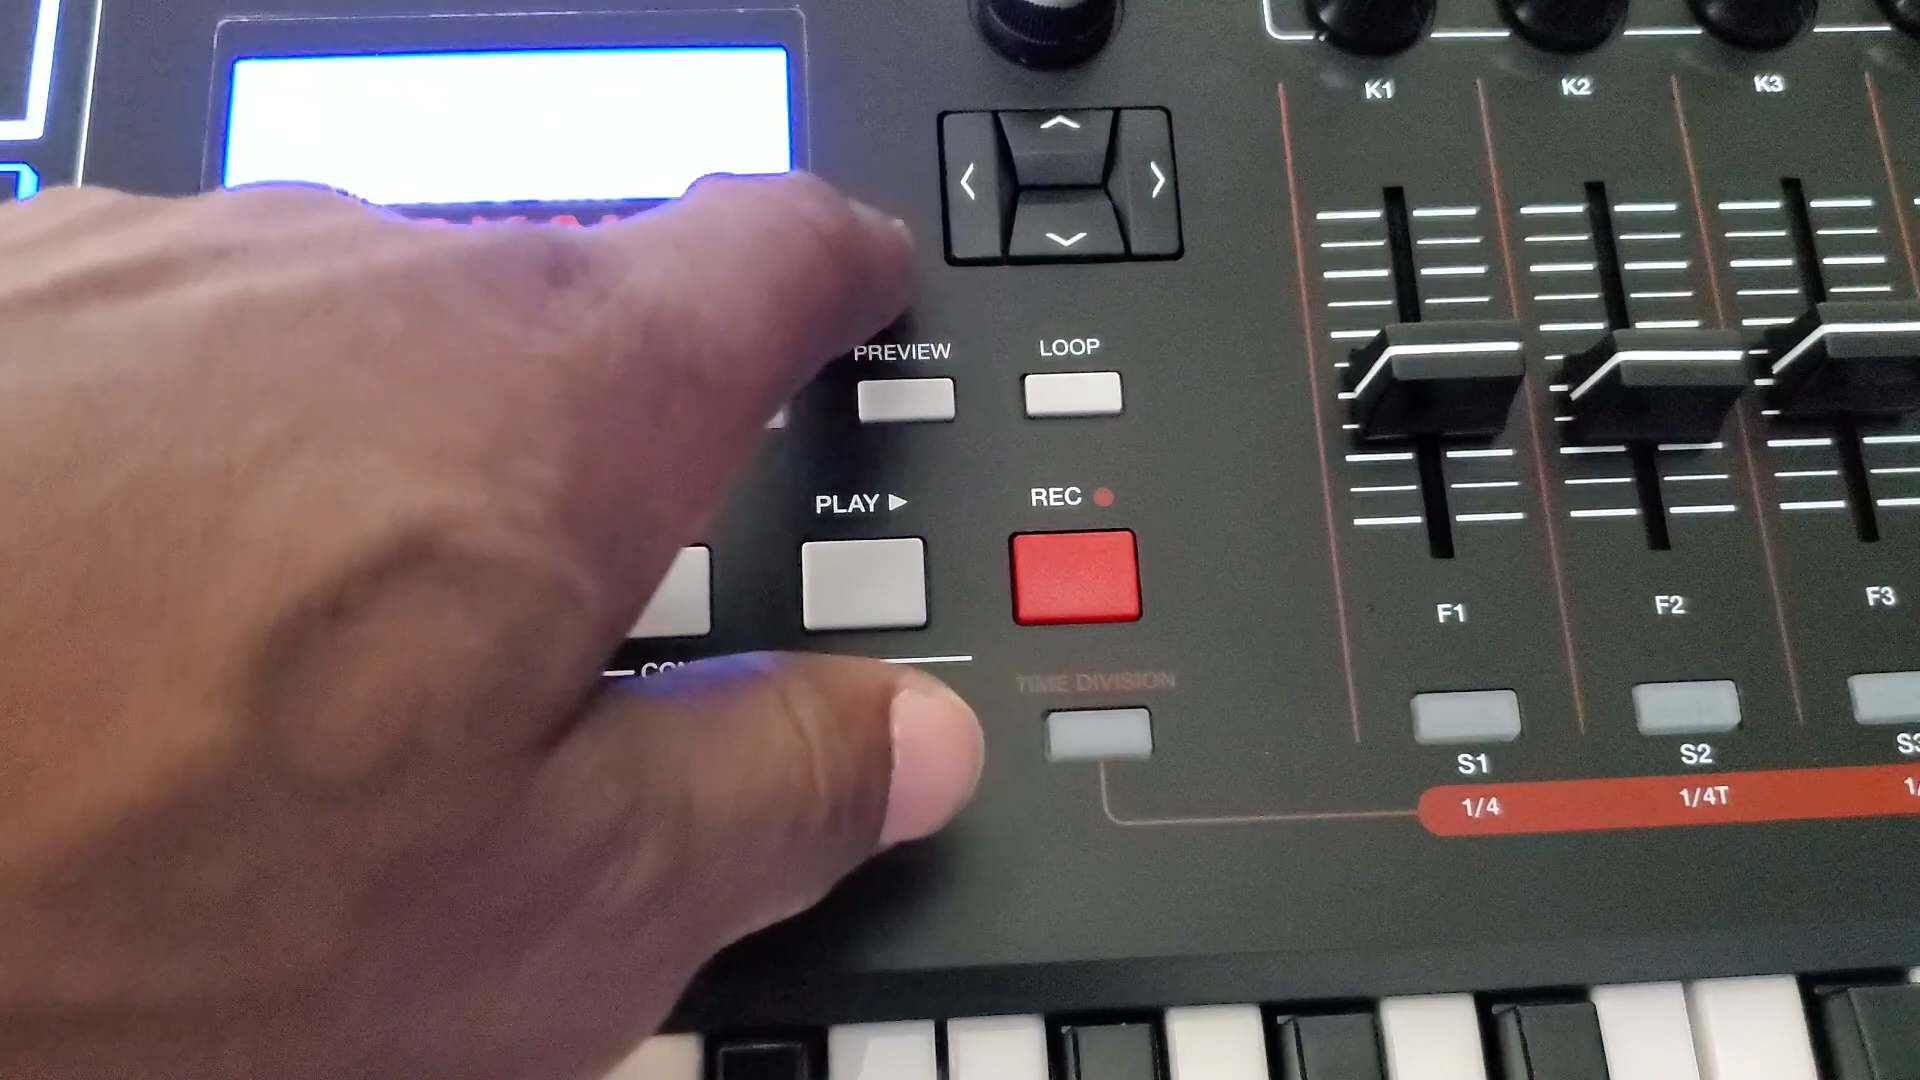 K1 K2 K3
PREVIEW LOOP
PLAY REC
F1 F2 F3
TIME DIVISION
S1 S2
1/4 1/4T